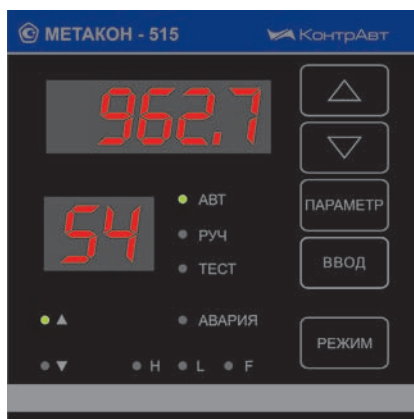 МЕТАКОН - 515 КонтрАвт
962.7
54
АВТ
РУЧ
ТЕСТ
АВАРИЯ
H L F
ПАРАМЕТР
ВВОД
РЕЖИМ